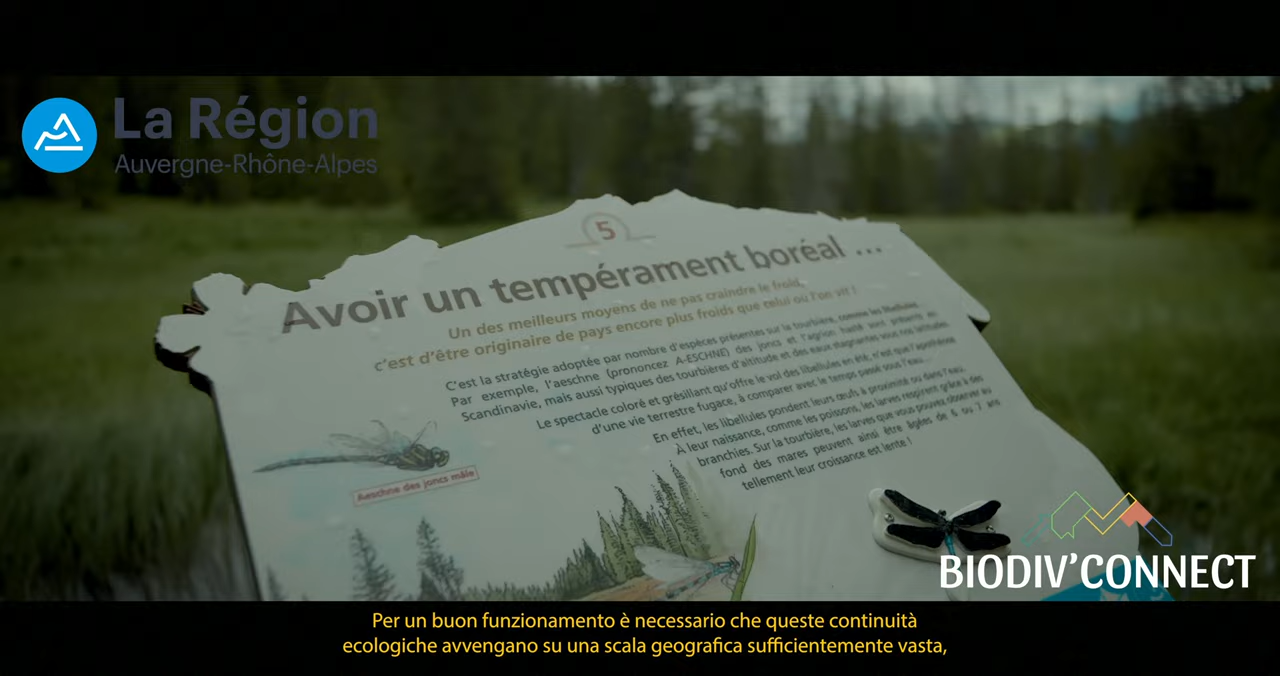 La Région
Auvergne-Rhône-Alpes
5
Avoir un tempérament boréal ...
Un des meilleurs moyens de ne pas craindre le froid,
c'est d'être originaire de pays encore plus froids que celui où l'on vit !
C'est la stratégie adoptée par nombre d'espèces présentes sur la tourbière, comme les libellules.
Par exemple, l'aeschne (prononcez A-ESCHNE) des joncs et l'agrion hasté sont présents en
Scandinavie, mais aussi typiques des tourbières d'altitude et des eaux stagnantes sous nos latitudes.
Le spectacle coloré et grésillant qu'offre le vol des libellules en été, n'est que l'apothéose
d'une vie terrestre fugace, à comparer avec le temps passé sous l'eau.
En effet, les libellules pondent leurs œufs à proximité ou dans l'eau.
À leur naissance, comme les poissons, les larves respirent grâce à des
branchies. Sur la tourbière, les larves que vous pouvez observer au
fond des mares peuvent ainsi être âgées de 6 ou 7 ans
tellement leur croissance est lente !
Aeschne des joncs mâle
BIODIV'CONNECT
Per un buon funzionamento è necessario che queste continuità
ecologiche avvengano su una scala geografica sufficientemente vasta,